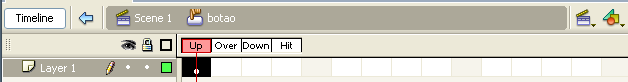 Timeline Scene 1 botao
Up Over Down Hit
Layer 1